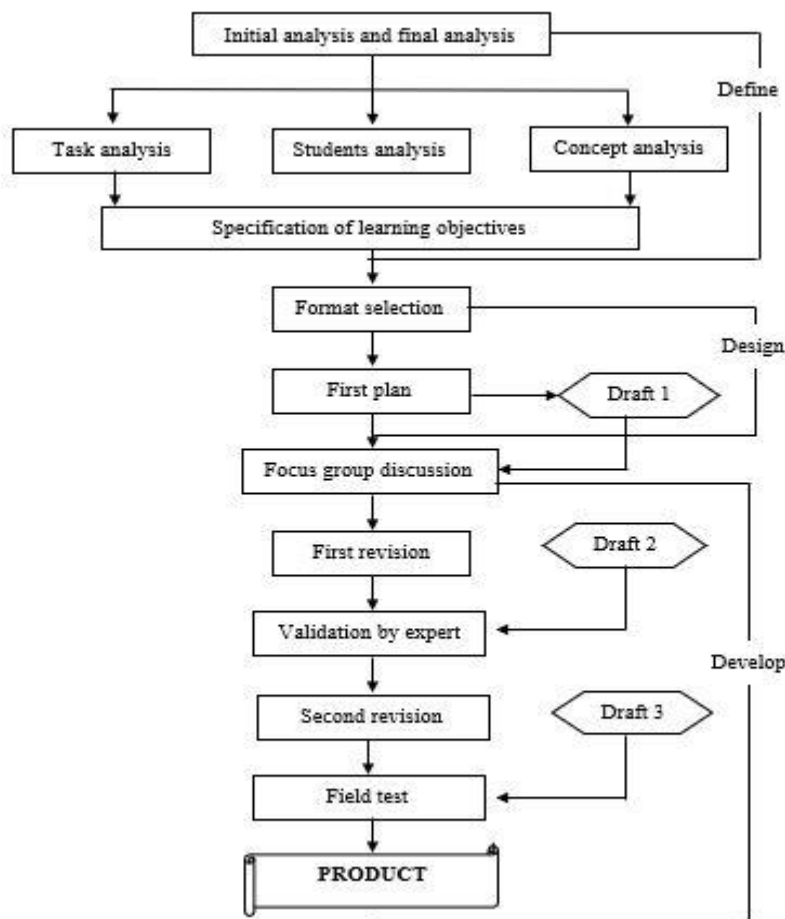 Initial analysis and final analysis
Define
Task analysis
Students analysis
Concept analysis
Specification of learning objectives
Format selection
Design
First plan
Draft 1
Focus group discussion
First revision
Draft 2
Validation by expert
Develop
Second revision
Draft 3
Field test
PRODUCT